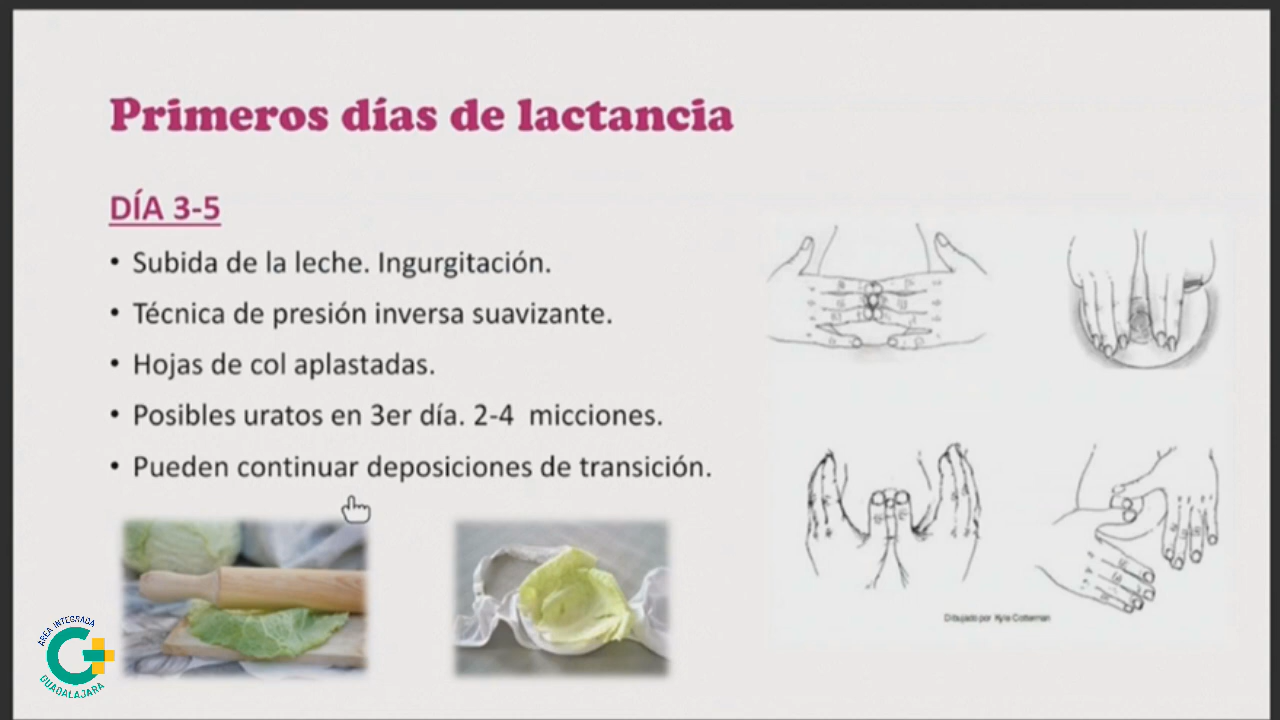 Primeros días de lactancia
DÍA 3-5
• Subida de la leche. Ingurgitación.
• Técnica de presión inversa suavizante.
• Hojas de col aplastadas.
• Posibles uratos en 3er día. 2-4 micciones.
• Pueden continuar deposiciones de transición.
Dibujado por Kyle Cotterman
ÁREA INTEGRADA
GUADALAJARA